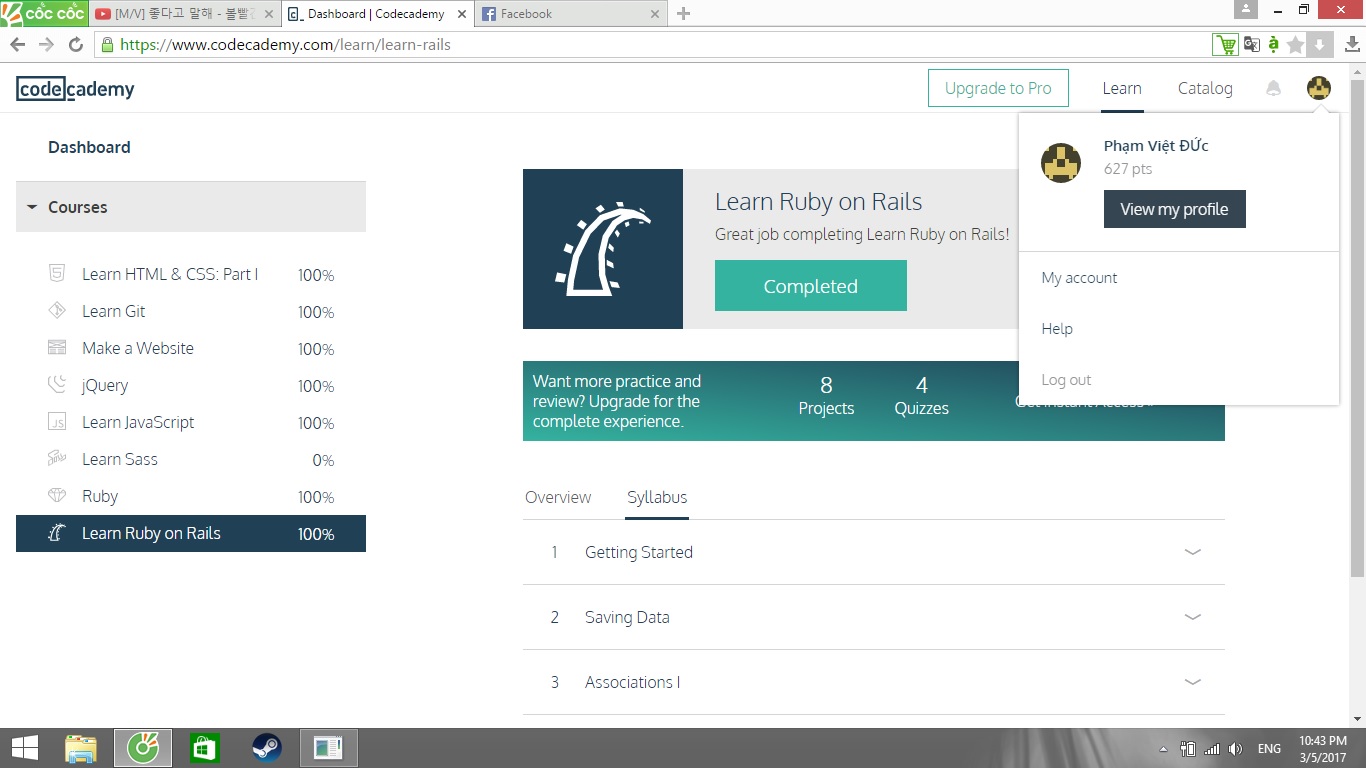 cốc cốc
[M/V] 좋다고 말해 - 볼빨간
Dashboard | Codecademy
Facebook
https://www.codecademy.com/learn/learn-rails
codecademy
Upgrade to Pro
Learn
Catalog
Phạm Việt ĐỨc
627 pts
View my profile
My account
Help
Log out
Dashboard
Courses
Learn HTML & CSS: Part I 100%
Learn Git 100%
Make a Website 100%
jQuery 100%
Learn JavaScript 100%
Learn Sass 0%
Ruby 100%
Learn Ruby on Rails 100%
Learn Ruby on Rails
Great job completing Learn Ruby on Rails!
Completed
Want more practice and
review? Upgrade for the
complete experience.
8
Projects
4
Quizzes
Get Instant Access
Overview
Syllabus
1 Getting Started
2 Saving Data
3 Associations I
ENG
10:43 PM
3/5/2017